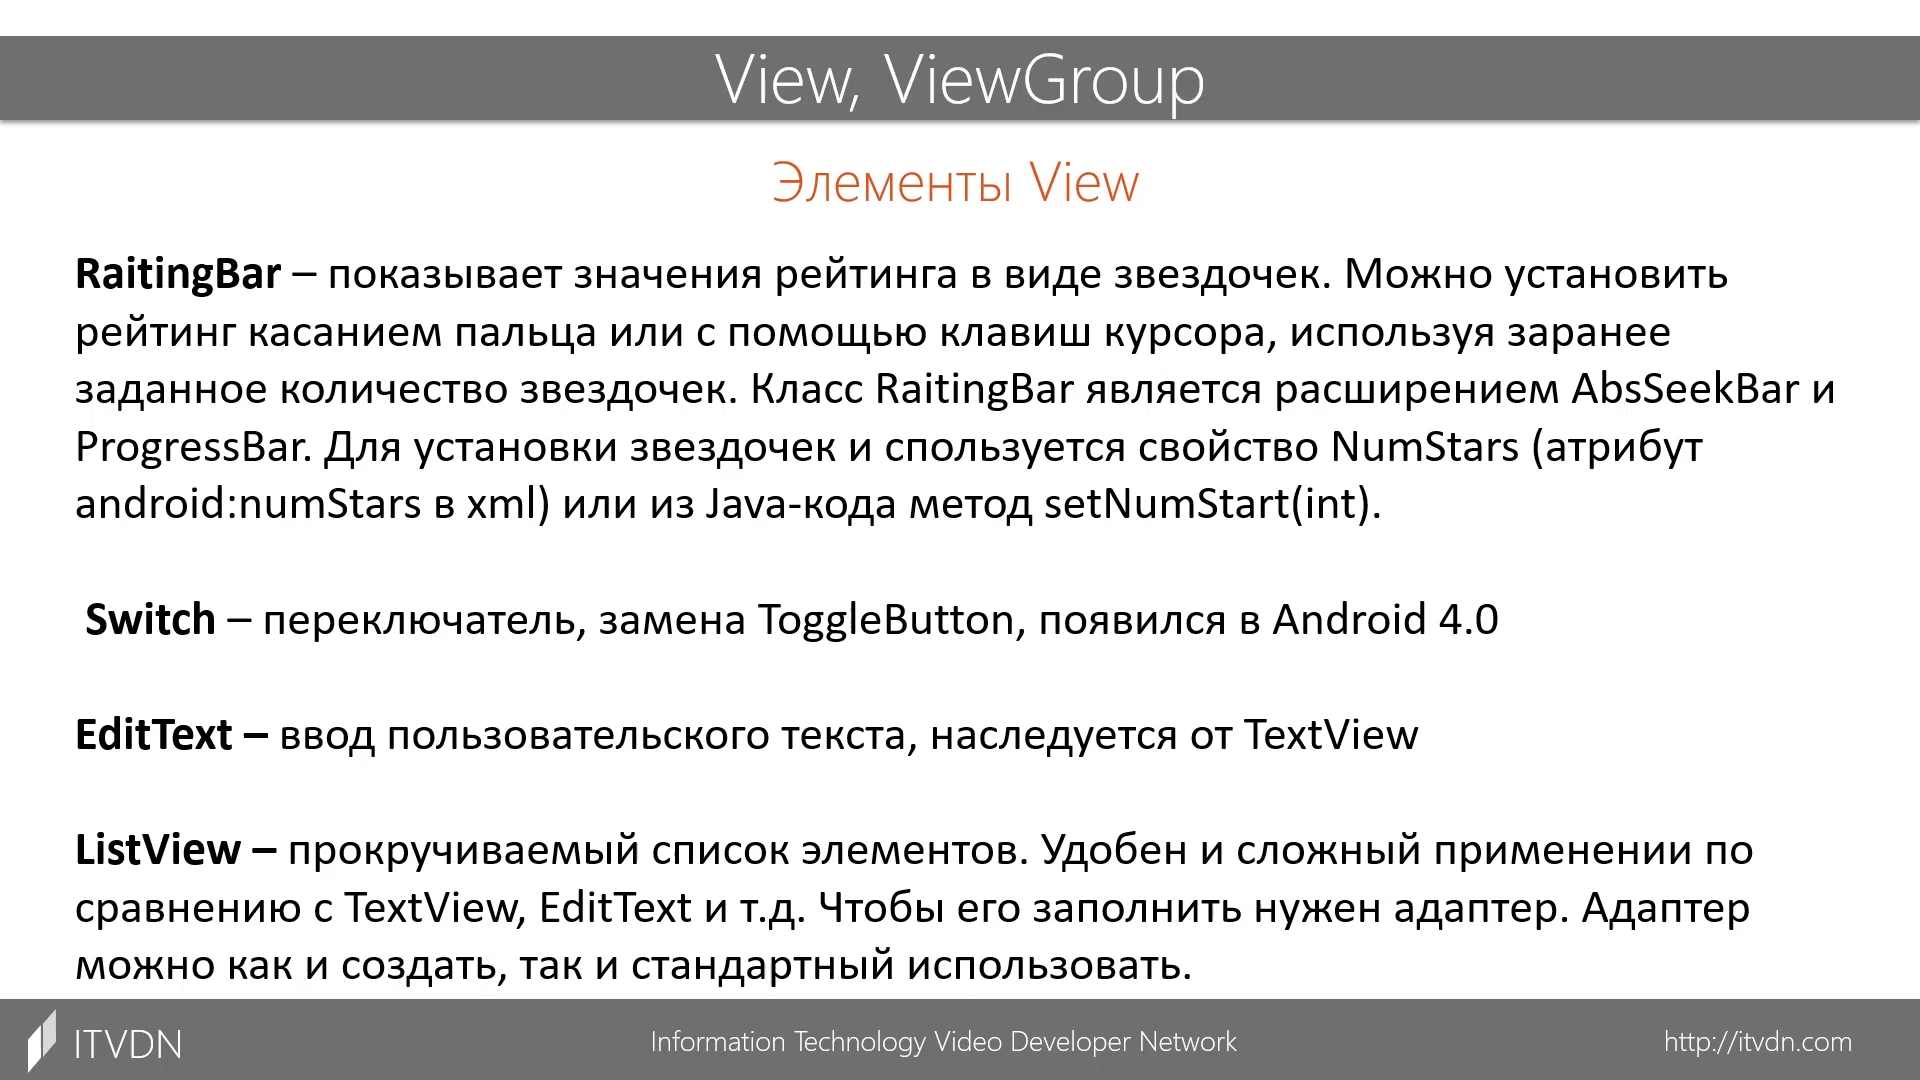 View, ViewGroup
Элементы View
RaitingBar – показывает значения рейтинга в виде звездочек. Можно установить
рейтинг касанием пальца или с помощью клавиш курсора, используя заранее
заданное количество звездочек. Класс RaitingBar является расширением AbsSeekBar и
ProgressBar. Для установки звездочек и спользуется свойство NumStars (атрибут
android:numStars в xml) или из Java-кода метод setNumStart(int).
Switch – переключатель, замена ToggleButton, появился в Android 4.0
EditText – ввод пользовательского текста, наследуется от TextView
ListView – прокручиваемый список элементов. Удобен и сложный применении по
сравнению с TextView, EditText и т.д. Чтобы его заполнить нужен адаптер. Адаптер
можно как и создать, так и стандартный использовать.
ITVDN
Information Technology Video Developer Network
http://itvdn.com